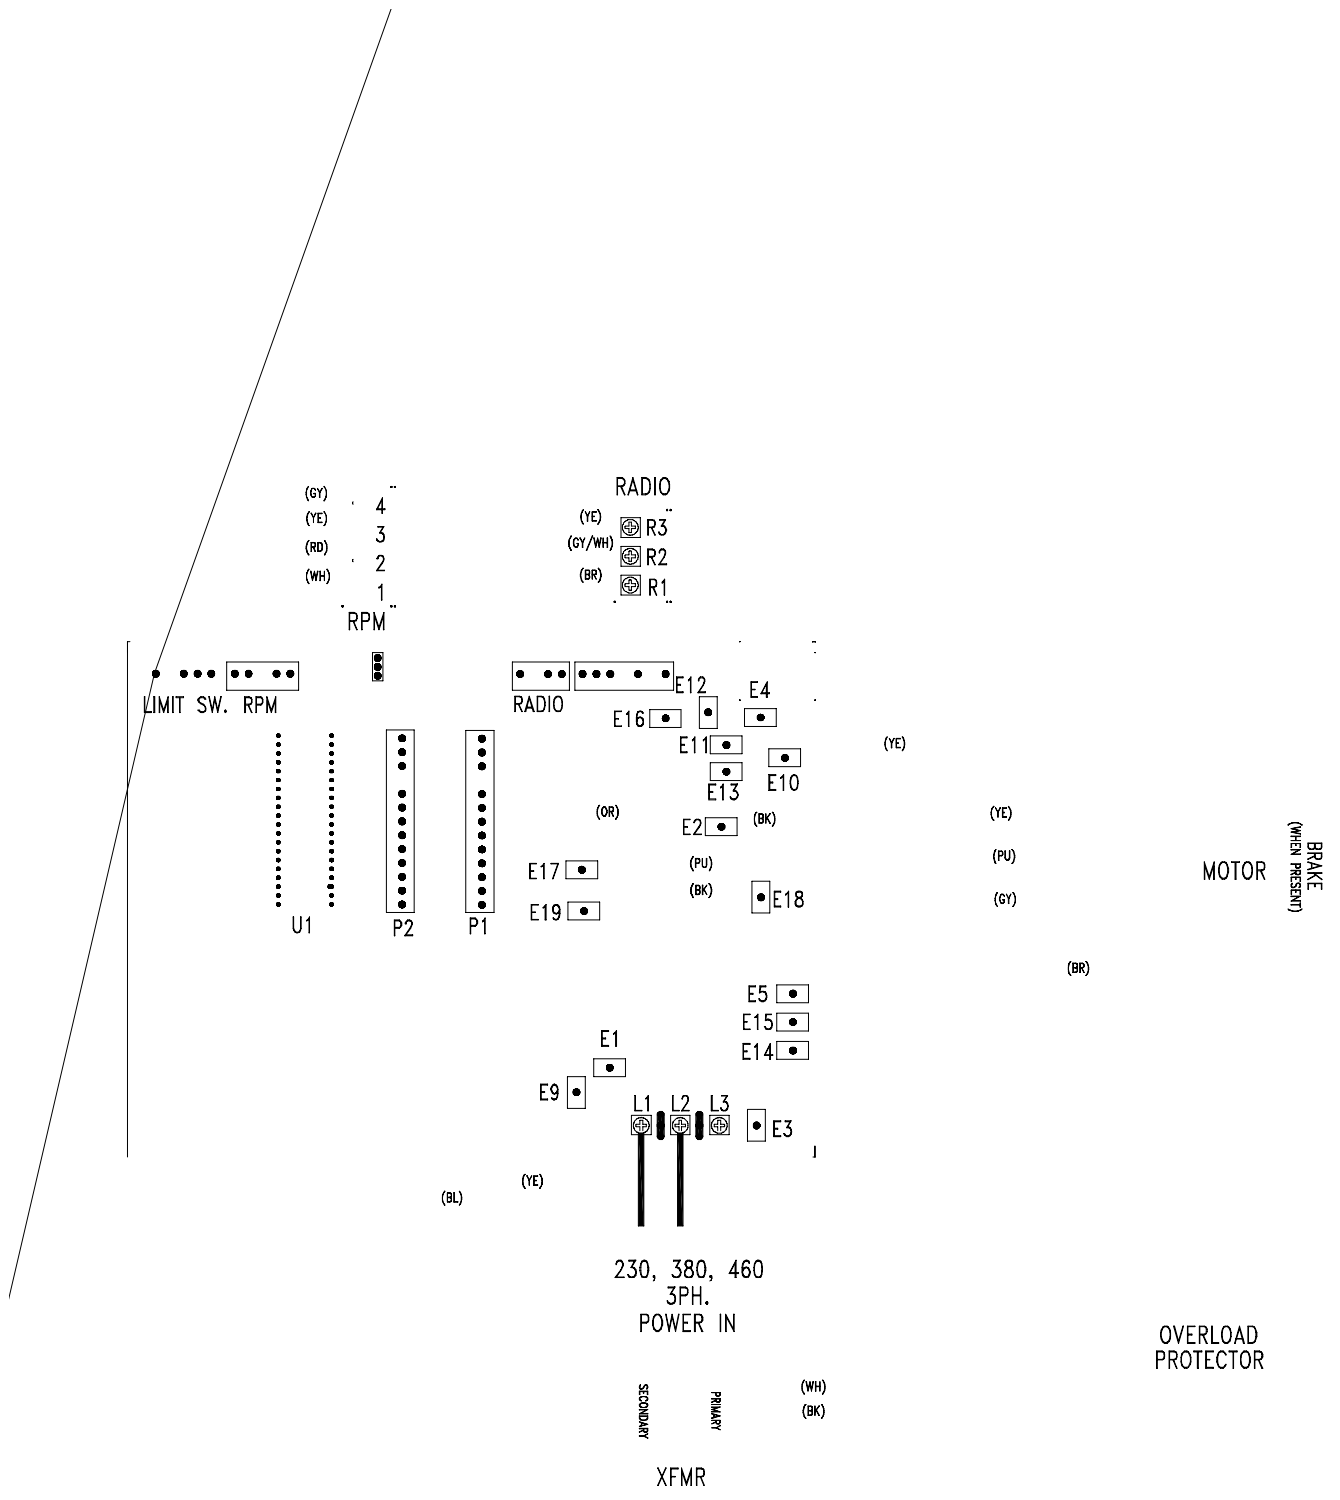 RADIO
(GY)
4
(YE)
R3
(YE)
3
(GY/WH)
R2
(RD)
2
(BR)
R1
(WH)
1
RPM
E12
E4
LIMIT SW. RPM
RADIO
E16
E11
(YE)
E10
E13
(OR)
E2
(BK)
(YE)
(PU)
(PU)
E17
MOTOR
BRAKE
(WHEN PRESENT)
(BK)
E18
(GY)
E19
U1
P2
P1
(BR)
E5
E15
E1
E14
E9
L1
L2
L3
E3
(YE)
(BL)
230, 380, 460
3PH.
POWER IN
OVERLOAD
PROTECTOR
(WH)
SECONDARY
PRIMARY
(BK)
XFMR